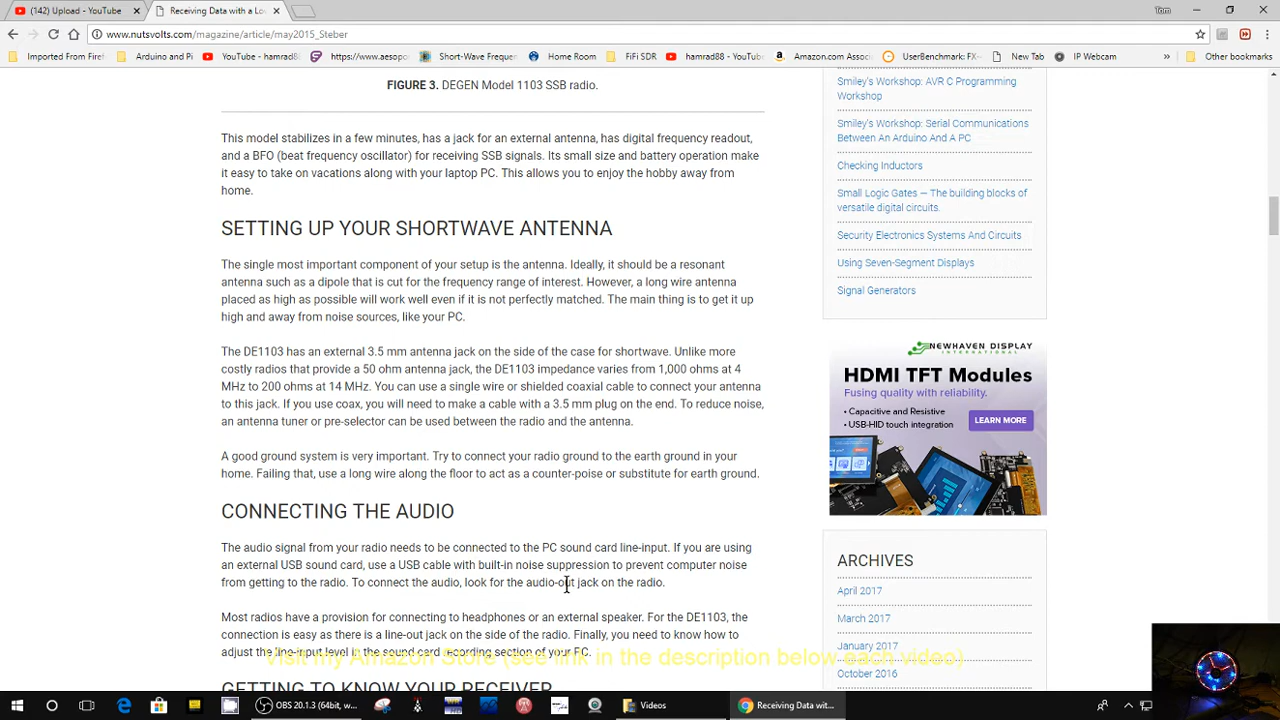 (142) Upload - YouTube
Receiving Data with a Lo
Tom
www.nutsvolts.com/magazine/article/may2015_Steber
Imported From Firef
Arduino and Pi
YouTube - hamrad88
https://www.aesopo
Short-Wave Frequen
Home Room
FiFi SDR
hamrad88 - YouTub
Amazon.com Associ
UserBenchmark: FX-
New Tab
IP Webcam
Other bookmarks
FIGURE 3. DEGEN Model 1103 SSB radio.
This model stabilizes in a few minutes, has a jack for an external antenna, has digital frequency readout,
and a BFO (beat frequency oscillator) for receiving SSB signals. Its small size and battery operation make
it easy to take on vacations along with your laptop PC. This allows you to enjoy the hobby away from
home.
SETTING UP YOUR SHORTWAVE ANTENNA
The single most important component of your setup is the antenna. Ideally, it should be a resonant
antenna such as a dipole that is cut for the frequency range of interest. However, a long wire antenna
placed as high as possible will work well even if it is not perfectly matched. The main thing is to get it up
high and away from noise sources, like your PC.
The DE1103 has an external 3.5 mm antenna jack on the side of the case for shortwave. Unlike more
costly radios that provide a 50 ohm antenna jack, the DE1103 impedance varies from 1,000 ohms at 4
MHz to 200 ohms at 14 MHz. You can use a single wire or shielded coaxial cable to connect your antenna
to this jack. If you use coax, you will need to make a cable with a 3.5 mm plug on the end. To reduce noise,
an antenna tuner or pre-selector can be used between the radio and the antenna.
A good ground system is very important. Try to connect your radio ground to the earth ground in your
home. Failing that, use a long wire along the floor to act as a counter-poise or substitute for earth ground.
CONNECTING THE AUDIO
The audio signal from your radio needs to be connected to the PC sound card line-input. If you are using
an external USB sound card, use a USB cable with built-in noise suppression to prevent computer noise
from getting to the radio. To connect the audio, look for the audio-out jack on the radio.
Most radios have a provision for connecting to headphones or an external speaker. For the DE1103, the
connection is easy as there is a line-out jack on the side of the radio. Finally, you need to know how to
adjust the line-input level in the sound card recording section of your PC.
Visit my Amazon Store (see link in the description below each video)
GETTING TO KNOW YOUR RECEIVER
Smiley's Workshop: AVR C Programming
Workshop
Smiley's Workshop: Serial Communications
Between An Arduino And A PC
Checking Inductors
Small Logic Gates — The building blocks of
versatile digital circuits.
Security Electronics Systems And Circuits
Using Seven-Segment Displays
Signal Generators
NEWHAVEN DISPLAY
INTERNATIONAL
HDMI TFT Modules
Fusing quality with reliability.
• Capacitive and Resistive
• USB-HID touch integration
LEARN MORE
ARCHIVES
April 2017
March 2017
January 2017
October 2016
OBS 20.1.3 (64bit, w...
Videos
Receiving Data wit...